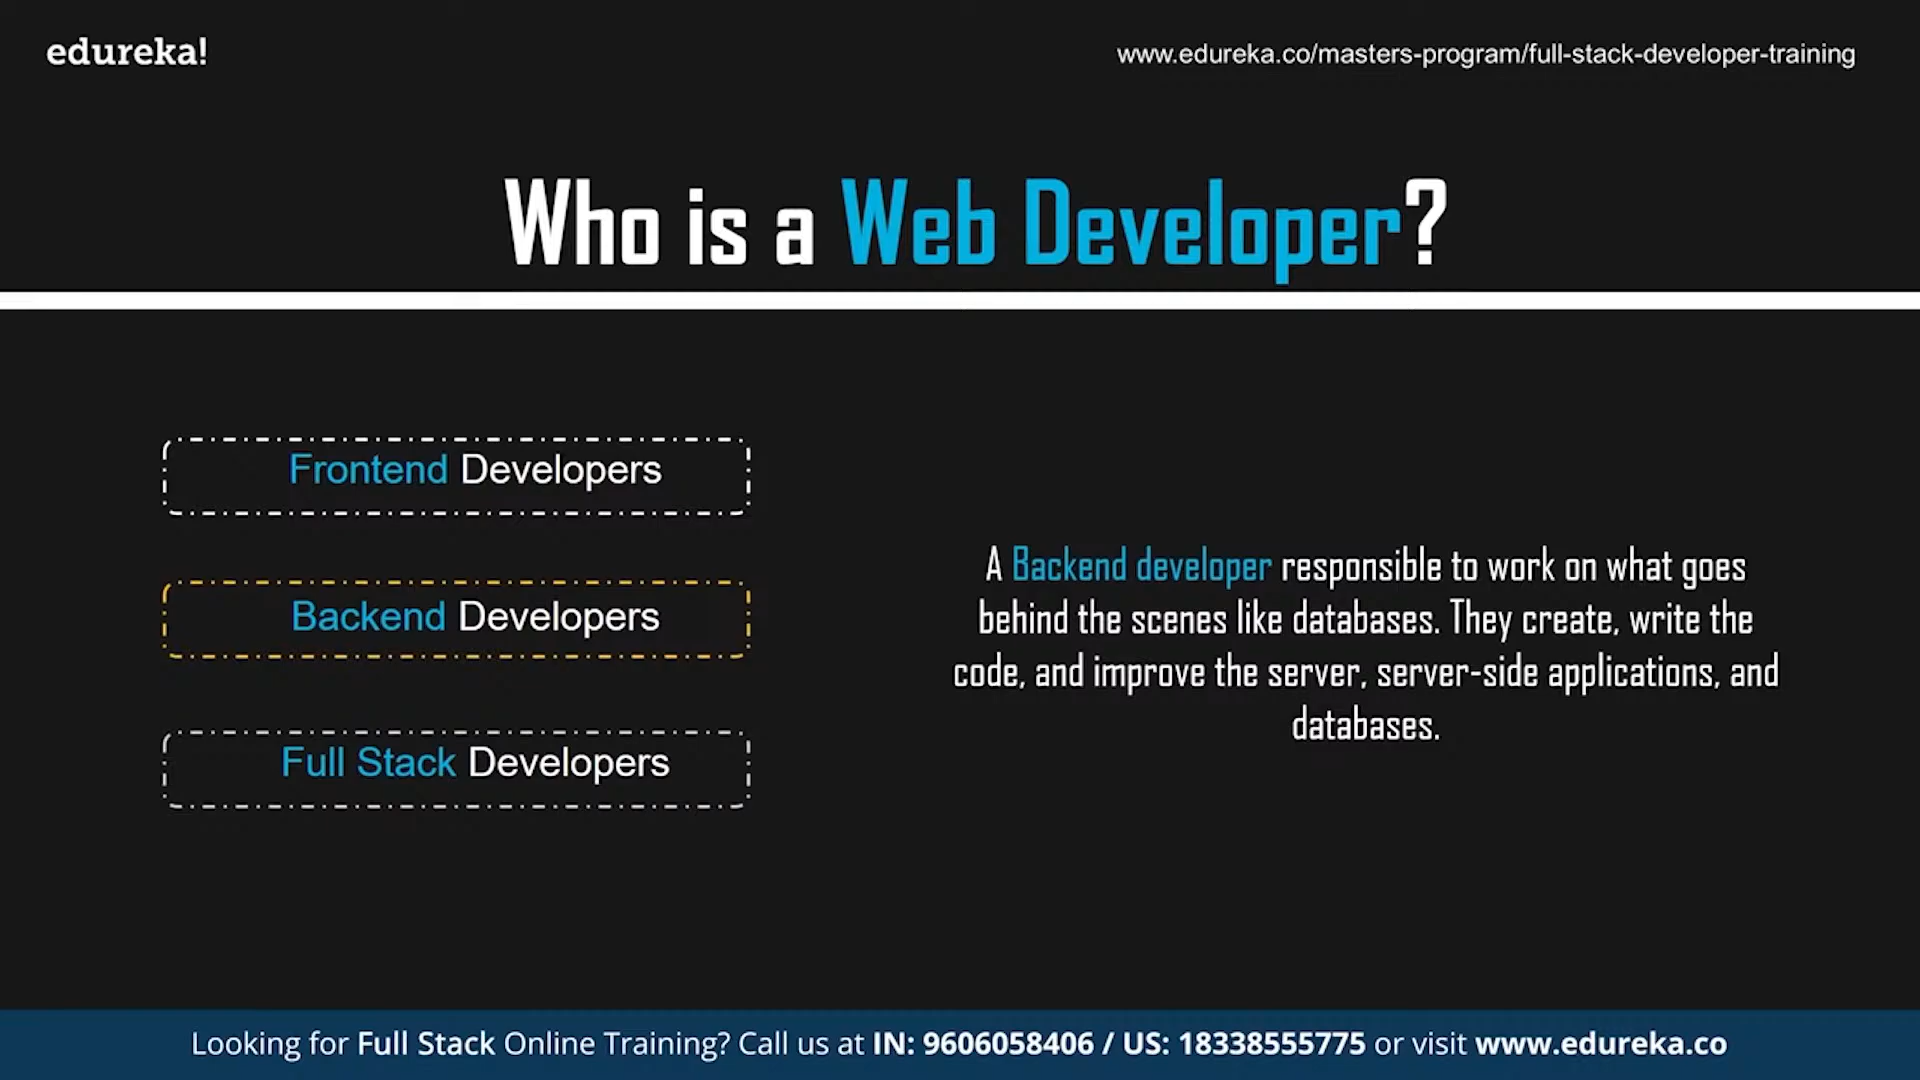 edureka!
www.edureka.co/masters-program/full-stack-developer-training
Who is a Web Developer?
Frontend Developers
Backend Developers
Full Stack Developers
A Backend developer responsible to work on what goes
behind the scenes like databases. They create, write the
code, and improve the server, server-side applications, and
databases.
Looking for Full Stack Online Training? Call us at IN: 9606058406 / US: 18338555775 or visit www.edureka.co